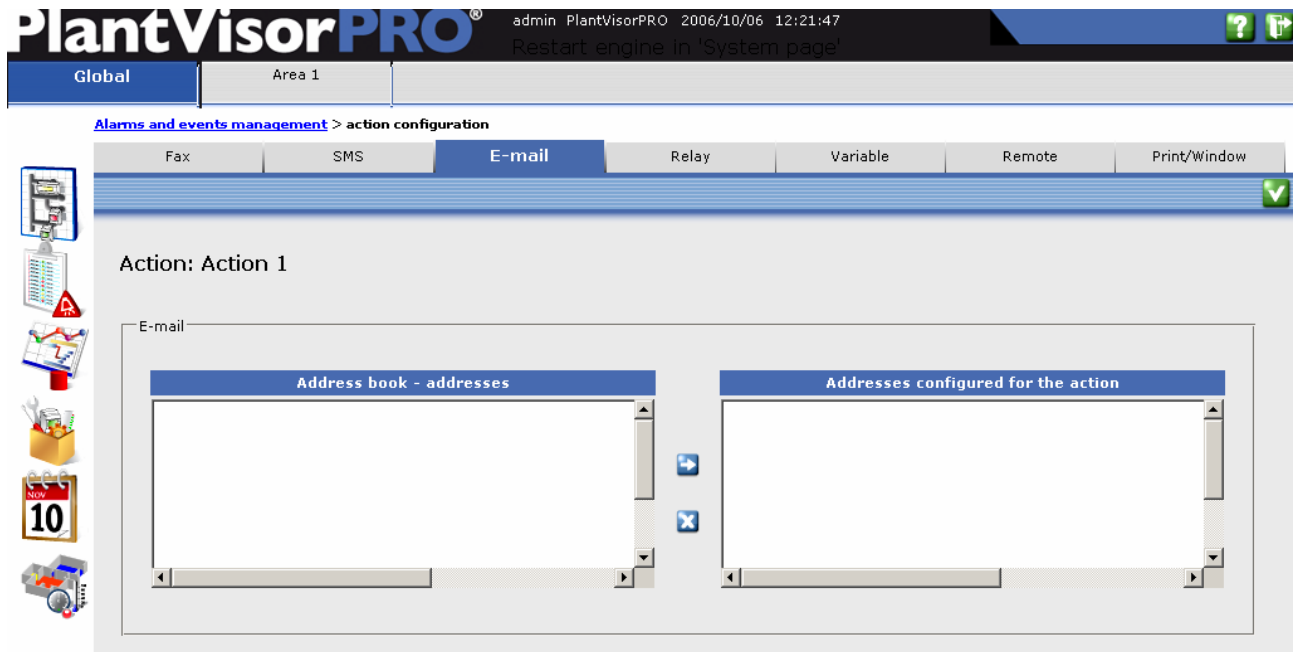 PlantVisorPRO®
admin PlantVisorPRO 2006/10/06 12:21:47
Restart engine in 'System page'
?
Global Area 1
Alarms and events management > action configuration
Fax SMS E-mail Relay Variable Remote Print/Window
Action: Action 1
E-mail
Address book - addresses Addresses configured for the action
NOV
10